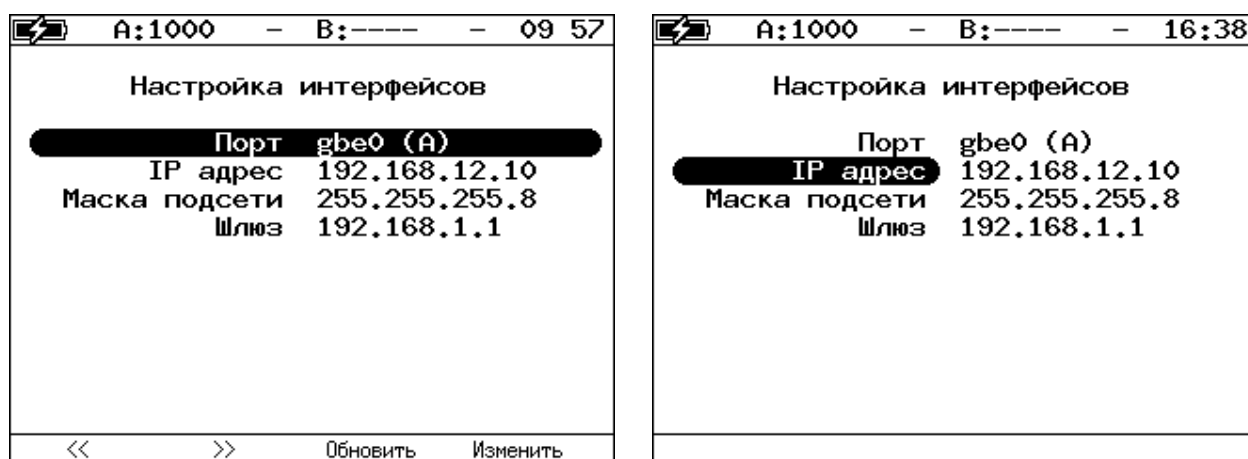 A:1000 – B:---- – 09 57
Настройка интерфейсов
Порт gbe0 (A)
IP адрес 192.168.12.10
Маска подсети 255.255.255.8
Шлюз 192.168.1.1
<< >> Обновить Изменить
A:1000 – B:---- – 16:38
Настройка интерфейсов
Порт gbe0 (A)
IP адрес 192.168.12.10
Маска подсети 255.255.255.8
Шлюз 192.168.1.1